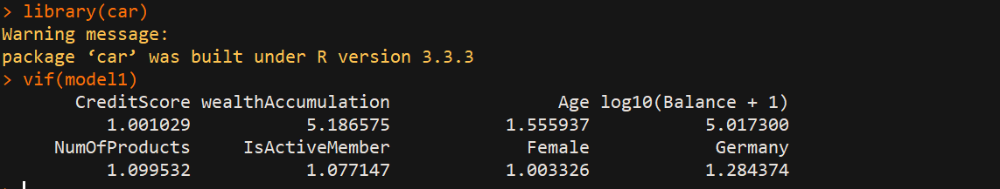 > library(car)
Warning message:
package ‘car’ was built under R version 3.3.3
> vif(model1)
CreditScore wealthAccumulation Age log10(Balance + 1)
1.001029 5.186575 1.555937 5.017300
NumOfProducts IsActiveMember Female Germany
1.099532 1.077147 1.003326 1.284374